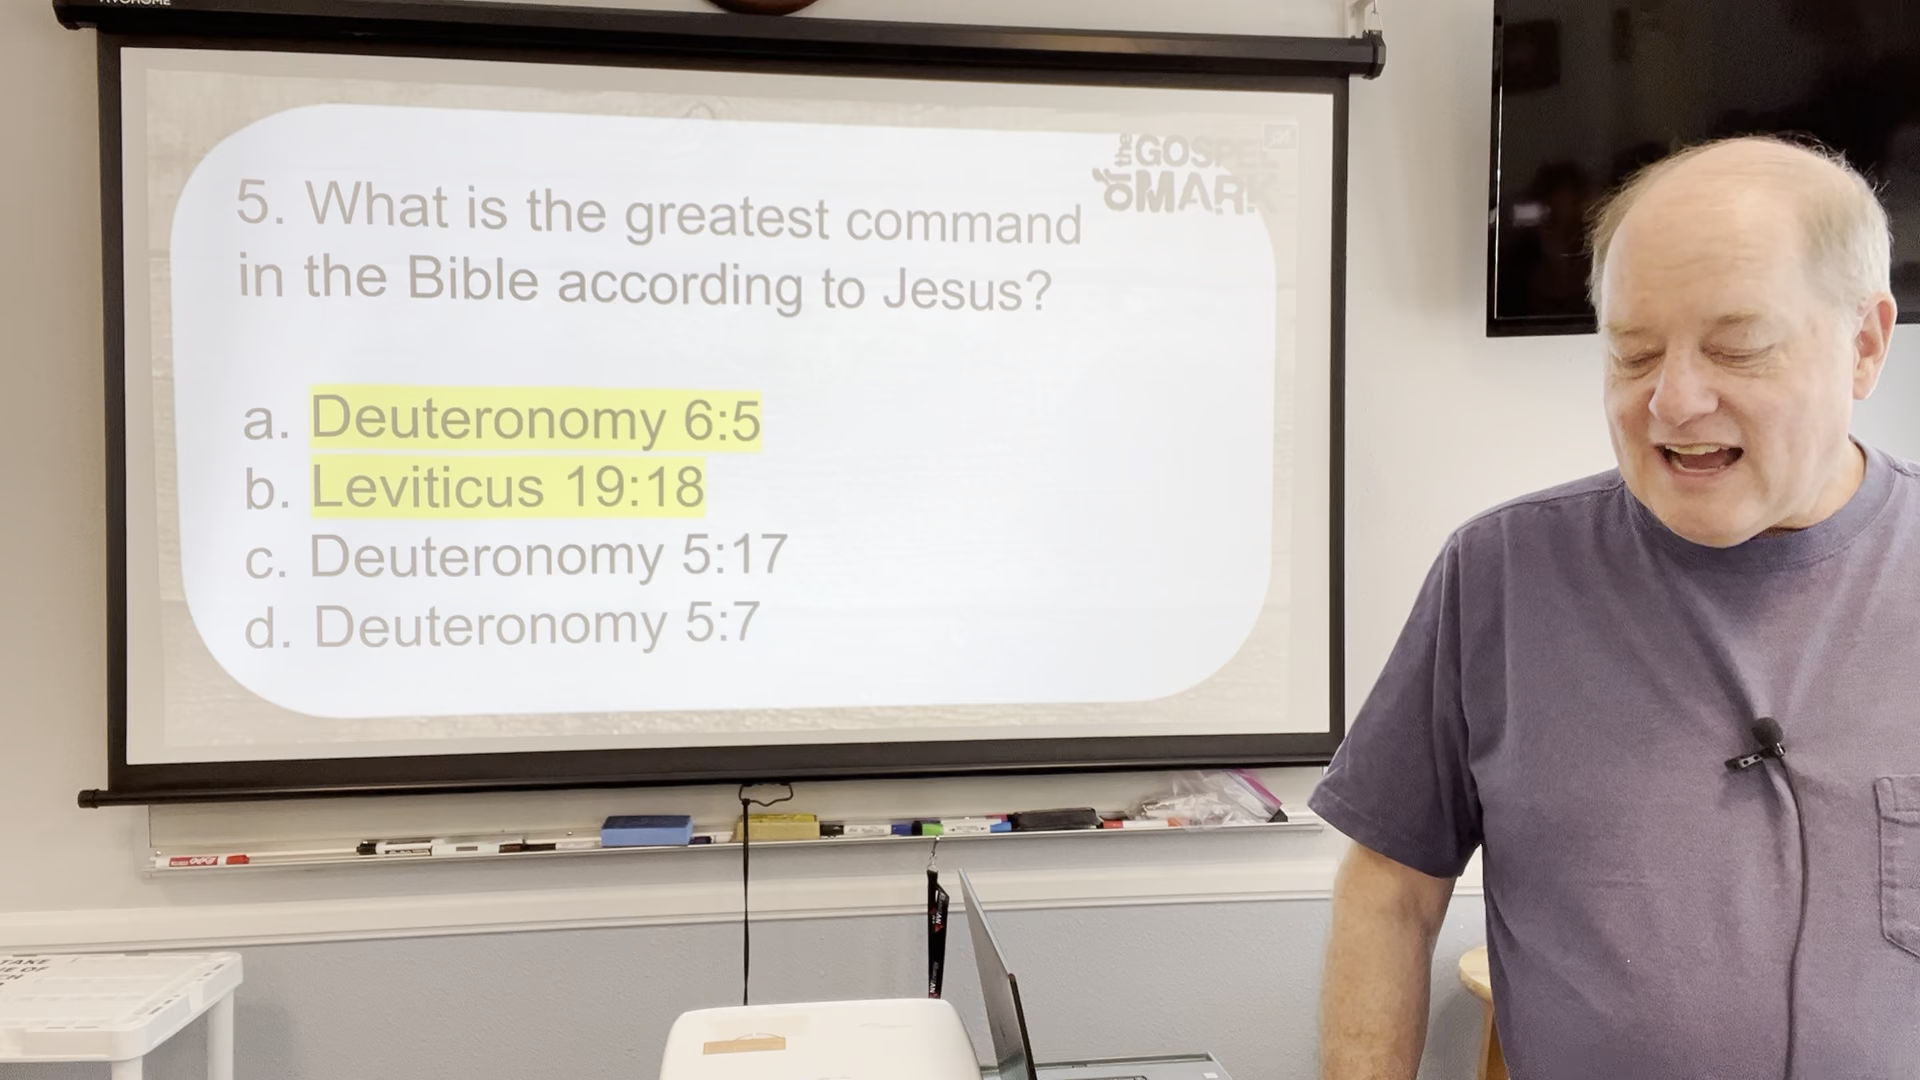 5. What is the greatest command
in the Bible according to Jesus?
a. Deuteronomy 6:5
b. Leviticus 19:18
c. Deuteronomy 5:17
d. Deuteronomy 5:7
of the GOSPEL
MARK
TAKE